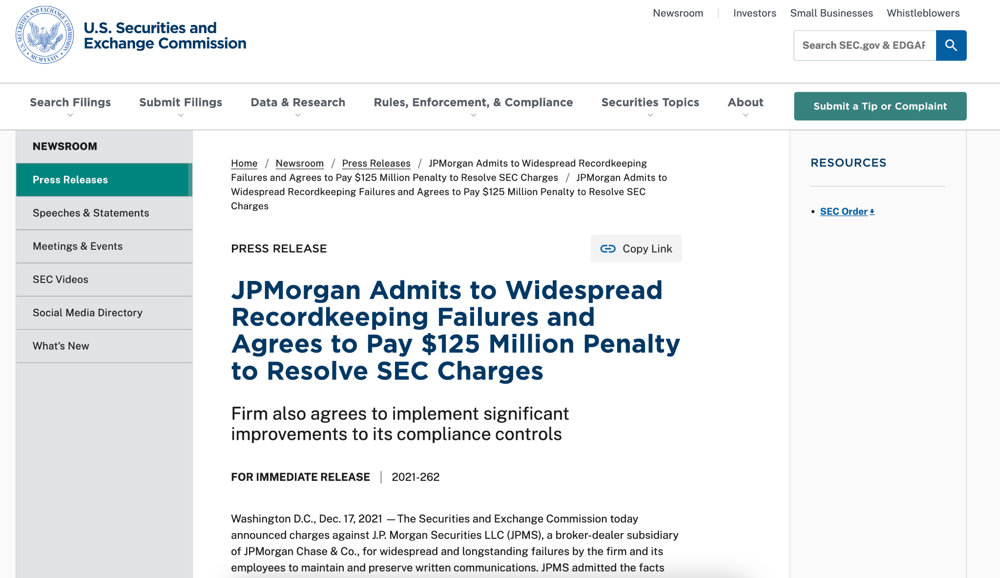 U.S. SECURITIES AND EXCHANGE COMMISSION
MCMXXXIV
U.S. Securities and
Exchange Commission
Newsroom
Investors
Small Businesses
Whistleblowers
Search SEC.gov &
Search Filings
Submit Filings
Data & Research
Rules, Enforcement, & Compliance
Securities Topics
About
Submit a Tip or Complaint
NEWSROOM
Press Releases
Speeches & Statements
Meetings & Events
SEC Videos
Social Media Directory
What's New
Home / Newsroom / Press Releases / JPMorgan Admits to Widespread Recordkeeping
Failures and Agrees to Pay $125 Million Penalty to Resolve SEC Charges / JPMorgan Admits to
Widespread Recordkeeping Failures and Agrees to Pay $125 Million Penalty to Resolve SEC
Charges
PRESS RELEASE
Copy Link
JPMorgan Admits to Widespread
Recordkeeping Failures and
Agrees to Pay $125 Million Penalty
to Resolve SEC Charges
Firm also agrees to implement significant
improvements to its compliance controls
FOR IMMEDIATE RELEASE | 2021-262
Washington D.C., Dec. 17, 2021 — The Securities and Exchange Commission today
announced charges against J.P. Morgan Securities LLC (JPMS), a broker-dealer subsidiary
of JPMorgan Chase & Co., for widespread and longstanding failures by the firm and its
employees to maintain and preserve written communications. JPMS admitted the facts
RESOURCES
• SEC Order